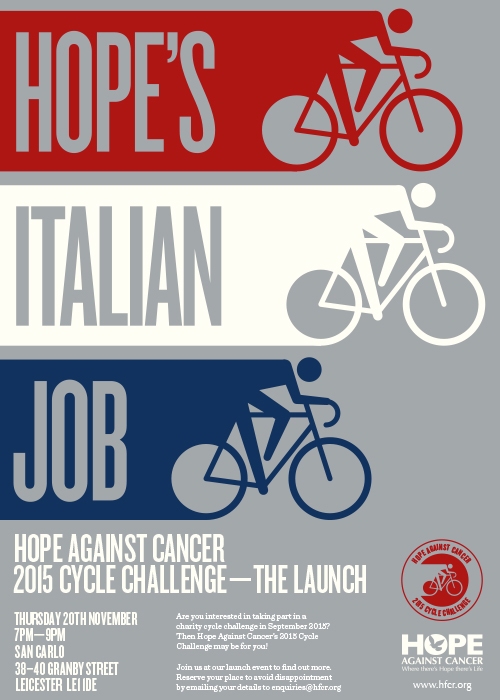 HOPE'S
ITALIAN
JOB
HOPE AGAINST CANCER
2015 CYCLE CHALLENGE—THE LAUNCH
THURSDAY 20TH NOVEMBER
7PM—9PM
SAN CARLO
38–40 GRANBY STREET
LEICESTER LE1 1DE
Are you interested in taking part in a
charity cycle challenge in September 2015?
Then Hope Against Cancer's 2015 Cycle
Challenge may be for you!
Join us at our launch event to find out more.
Reserve your place to avoid disappointment
by emailing your details to enquiries@hfcr.org
HOPE AGAINST CANCER
2015 CYCLE CHALLENGE
HOPE
AGAINST CANCER
Where there's Hope there's Life
www.hfcr.org